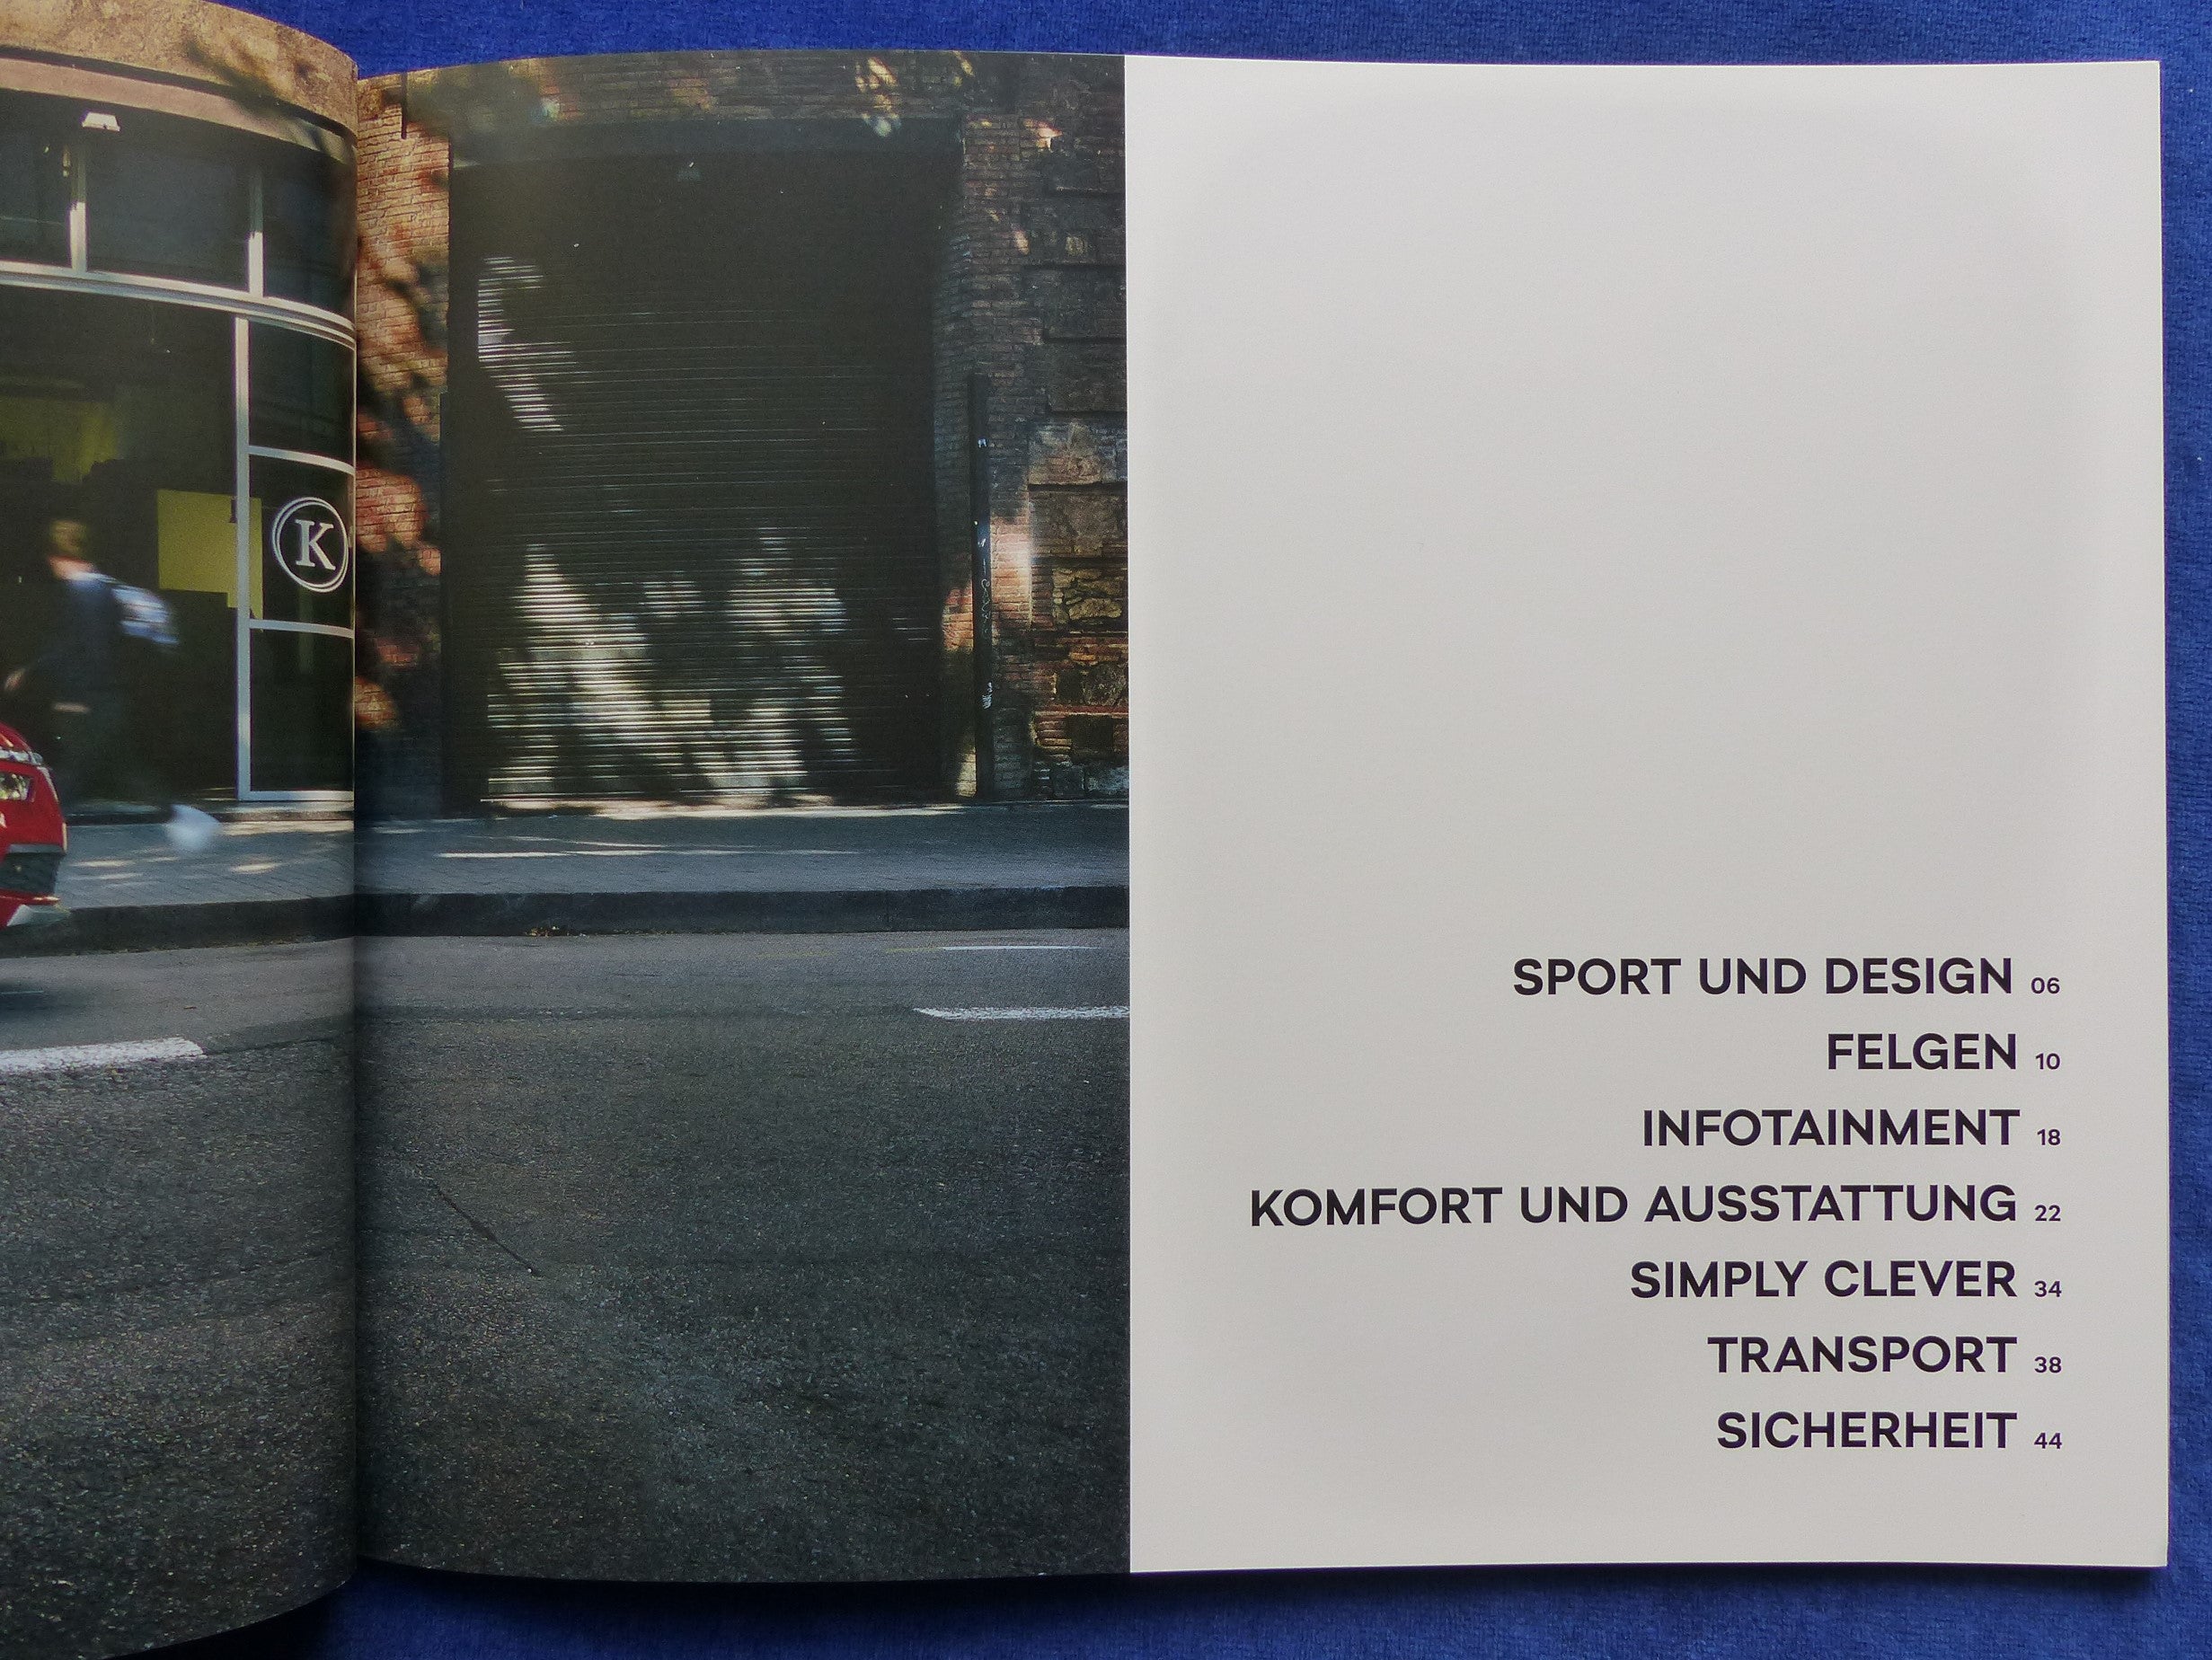 K
SPORT UND DESIGN 06
FELGEN 10
INFOTAINMENT 18
KOMFORT UND AUSSTATTUNG 22
SIMPLY CLEVER 34
TRANSPORT 38
SICHERHEIT 44